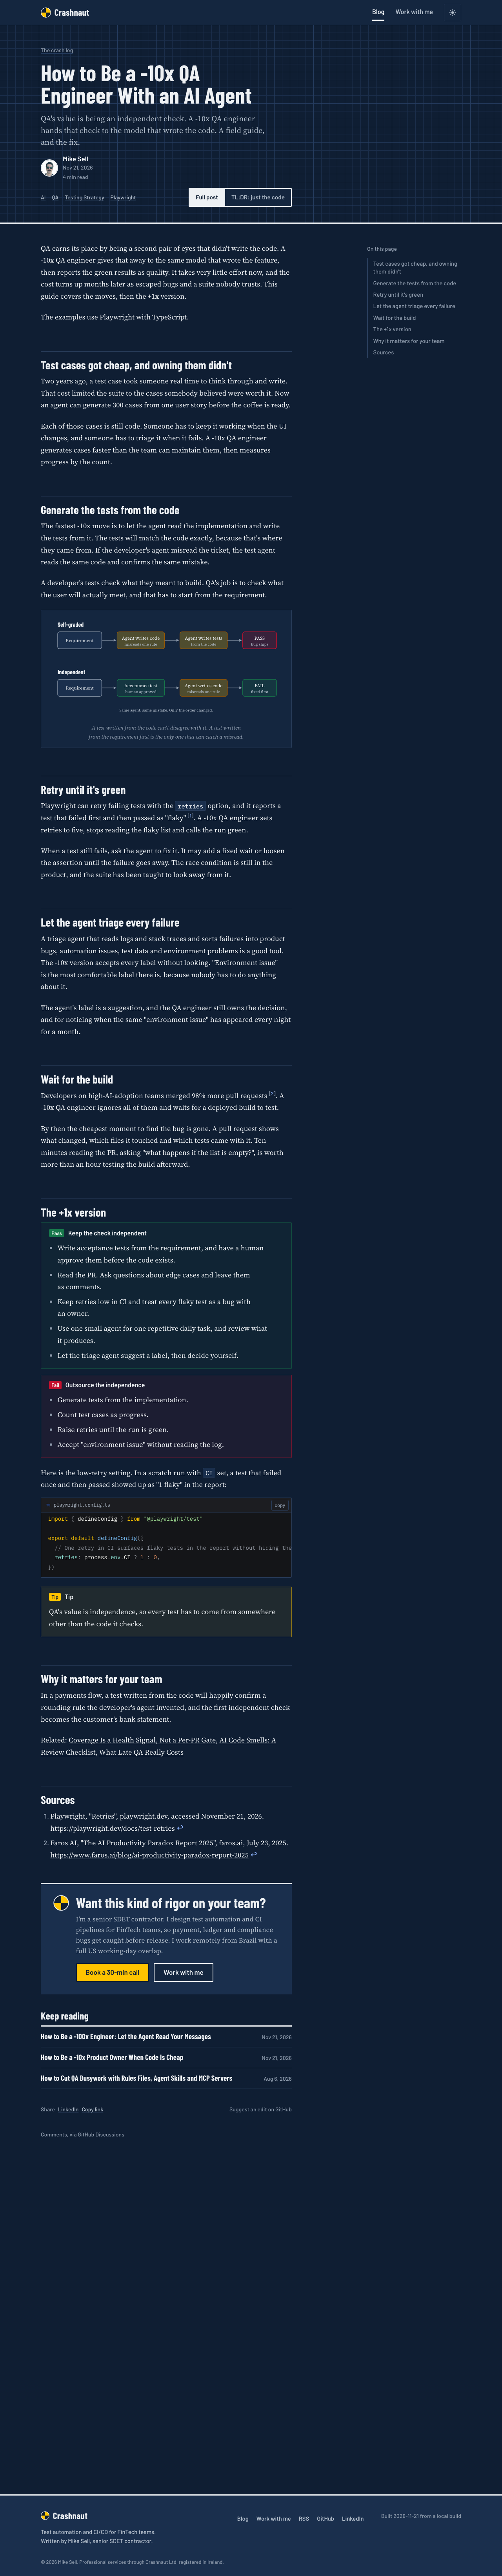 Crashnaut
Blog Work with me
The crash log
How to Be a -10x QA
Engineer With an AI Agent
QA's value is being an independent check. A -10x QA engineer
hands that check to the model that wrote the code. A field guide,
and the fix.
Mike Sell
Nov 21, 2026
4 min read
AI QA Testing Strategy Playwright
Full post TL;DR: just the code
On this page
Test cases got cheap, and owning
them didn't
Generate the tests from the code
Retry until it's green
Let the agent triage every failure
Wait for the build
The +1x version
Why it matters for your team
Sources
QA earns its place by being a second pair of eyes that didn't write the code. A
-10x QA engineer gives that away to the same model that wrote the feature,
then reports the green results as quality. It takes very little effort now, and the
cost turns up months later as escaped bugs and a suite nobody trusts. This
guide covers the five moves, then the +1x version.
The examples use Playwright with TypeScript.
Test cases got cheap, and owning them didn't
Two years ago, a test case took someone real time to think through and write.
That cost limited the suite to the cases somebody believed were worth it. Now
an agent can generate 300 cases from one user story before the coffee is ready.
Each of those cases is still code. Someone has to keep it working when the UI
changes, and someone has to triage it when it fails. A -10x QA engineer
generates cases faster than the team can maintain them, then measures
progress by the count.
Generate the tests from the code
The fastest -10x move is to let the agent read the implementation and write
the tests from it. The tests will match the code exactly, because that's where
they came from. If the developer's agent misread the ticket, the test agent
reads the same code and confirms the same mistake.
A developer's tests check what they meant to build. QA's job is to check what
the user will actually meet, and that has to start from the requirement.
Self-graded
Requirement
Agent writes code
misreads one rule
Agent writes tests
from the code
PASS
bug ships
Independent
Requirement
Acceptance test
human-approved
Agent writes code
misreads one rule
FAIL
fixed first
Same agent, same mistake. Only the order changed.
A test written from the code can't disagree with it. A test written
from the requirement first is the only one that can catch a misread.
Retry until it's green
Playwright can retry failing tests with the retries option, and it reports a
test that failed first and then passed as "flaky" [1]. A -10x QA engineer sets
retries to five, stops reading the flaky list and calls the run green.
When a test still fails, ask the agent to fix it. It may add a fixed wait or loosen
the assertion until the failure goes away. The race condition is still in the
product, and the suite has been taught to look away from it.
Let the agent triage every failure
A triage agent that reads logs and stack traces and sorts failures into product
bugs, automation issues, test data and environment problems is a good tool.
The -10x version accepts every label without looking. "Environment issue"
is the most comfortable label there is, because nobody has to do anything
about it.
The agent's label is a suggestion, and the QA engineer still owns the decision,
and for noticing when the same "environment issue" has appeared every night
for a month.
Wait for the build
Developers on high-AI-adoption teams merged 98% more pull requests [2]. A
-10x QA engineer ignores all of them and waits for a deployed build to test.
By then the cheapest moment to find the bug is gone. A pull request shows
what changed, which files it touched and which tests came with it. Ten
minutes reading the PR, asking "what happens if the list is empty?", is worth
more than an hour testing the build afterward.
The +1x version
Pass Keep the check independent
Write acceptance tests from the requirement, and have a human
approve them before the code exists.
Read the PR. Ask questions about edge cases and leave them
as comments.
Keep retries low in CI and treat every flaky test as a bug with
an owner.
Use one small agent for one repetitive daily task, and review what
it produces.
Let the triage agent suggest a label, then decide yourself.
Fail Outsource the independence
Generate tests from the implementation.
Count test cases as progress.
Raise retries until the run is green.
Accept "environment issue" without reading the log.
Here is the low-retry setting. In a scratch run with CI set, a test that failed
once and then passed showed up as "1 flaky" in the report:
playwright.config.ts copy
import { defineConfig } from "@playwright/test"
export default defineConfig({
// One retry in CI surfaces flaky tests in the report without hiding the
retries: process.env.CI ? 1 : 0,
})
Tip Tip
QA's value is independence, so every test has to come from somewhere
other than the code it checks.
Why it matters for your team
In a payments flow, a test written from the code will happily confirm a
rounding rule the developer's agent invented, and the first independent check
becomes the customer's bank statement.
Related: Coverage Is a Health Signal, Not a Per-PR Gate, AI Code Smells: A
Review Checklist, What Late QA Really Costs
Sources
1. Playwright, "Retries", playwright.dev, accessed November 21, 2026.
https://playwright.dev/docs/test-retries ↩
2. Faros AI, "The AI Productivity Paradox Report 2025", faros.ai, July 23, 2025.
https://www.faros.ai/blog/ai-productivity-paradox-report-2025 ↩
Want this kind of rigor on your team?
I'm a senior SDET contractor. I design test automation and CI
pipelines for FinTech teams, so payment, ledger and compliance
bugs get caught before release. I work remotely from Brazil with a
full US working-day overlap.
Book a 30-min call Work with me
Keep reading
How to Be a -100x Engineer: Let the Agent Read Your Messages Nov 21, 2026
How to Be a -10x Product Owner When Code Is Cheap Nov 21, 2026
How to Cut QA Busywork with Rules Files, Agent Skills and MCP Servers Aug 6, 2026
Share LinkedIn Copy link Suggest an edit on GitHub
Comments, via GitHub Discussions
Crashnaut
Test automation and CI/CD for FinTech teams.
Written by Mike Sell, senior SDET contractor.
Blog Work with me RSS GitHub LinkedIn
Built 2026-11-21 from a local build
© 2026 Mike Sell. Professional services through Crashnaut Ltd, registered in Ireland.